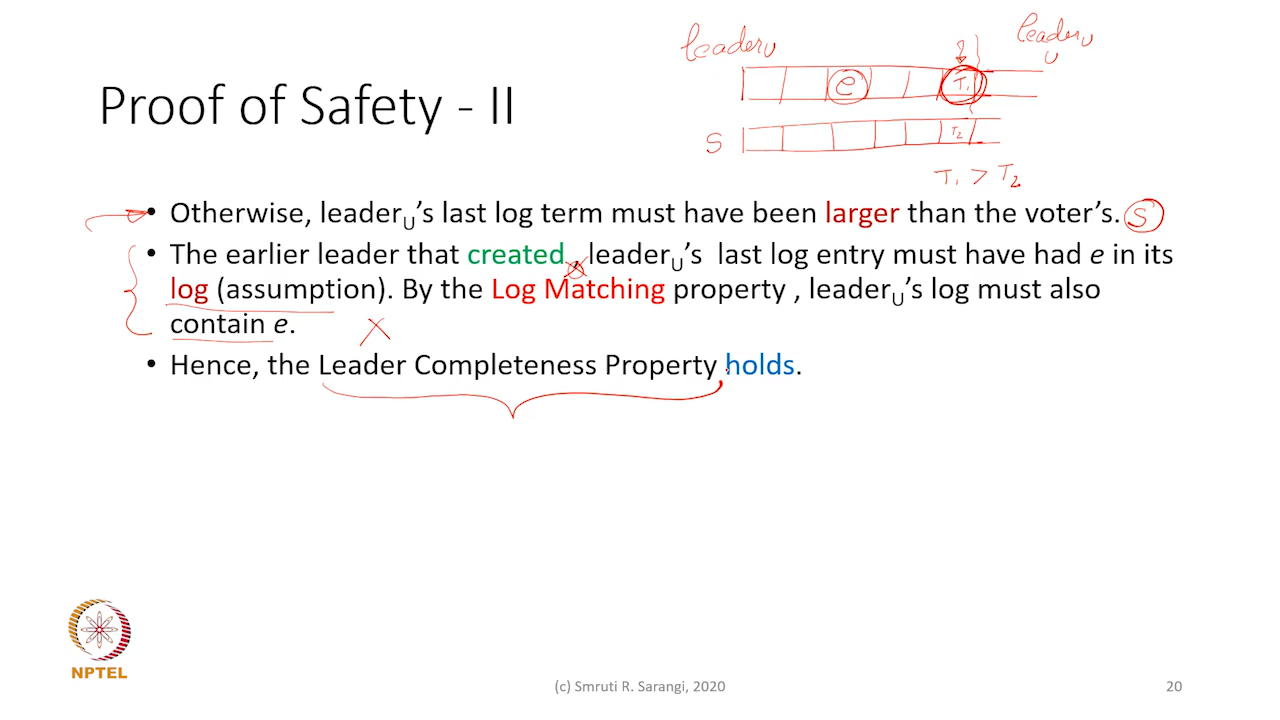 leaderU
leaderU
e
T1
S
T2
T1 > T2
Proof of Safety - II
• Otherwise, leaderU's last log term must have been larger than the voter's. S
• The earlier leader that created , leaderU's last log entry must have had e in its
log (assumption). By the Log Matching property , leaderU's log must also
contain e.
• Hence, the Leader Completeness Property holds.
NPTEL
(c) Smruti R. Sarangi, 2020
20